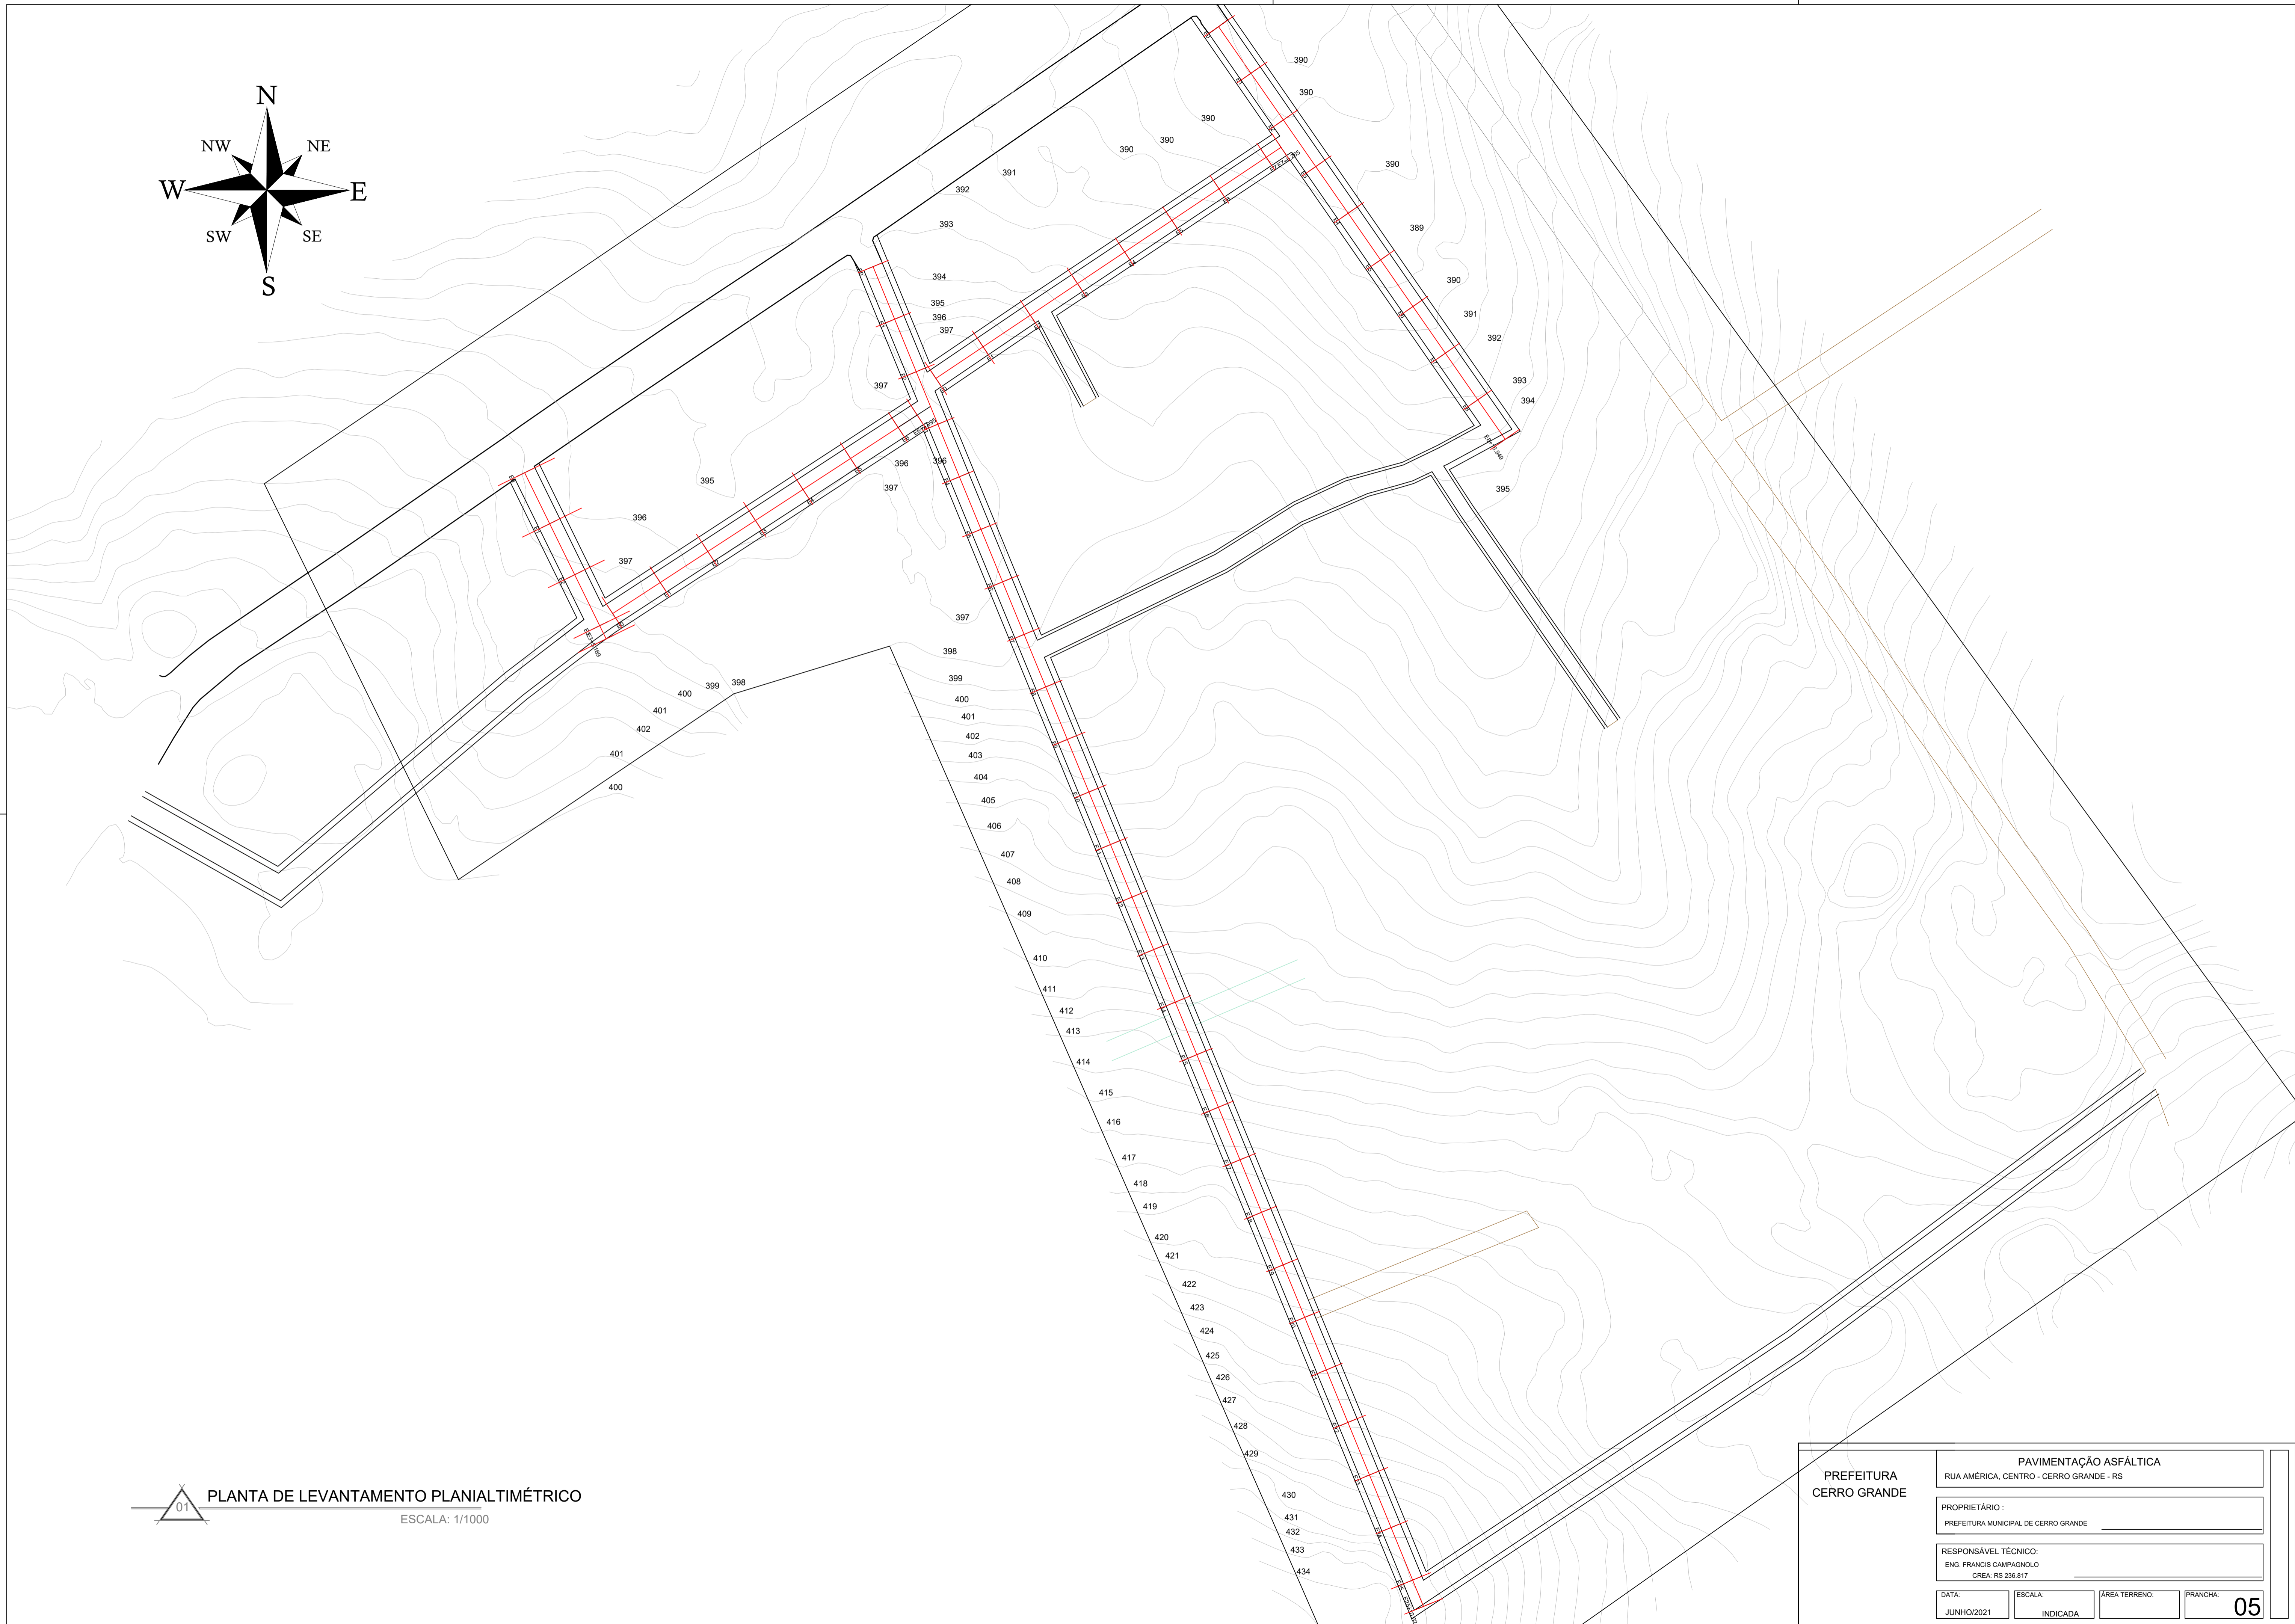 N
NW
NE
W
E
SW
SE
S
390
390
390
390
390
390
391
392
393
389
394
390
395
396
391
397
392
397
393
394
396
396
395
397
395
396
397
397
398
399
398
399
400
400
401
401
402
402
403
401
404
400
405
406
407
408
409
410
411
412
413
414
415
416
417
418
419
420
421
422
423
424
425
426
427
428
429
430
431
432
433
434
01
PLANTA DE LEVANTAMENTO PLANIALTIMÉTRICO
ESCALA: 1/1000
PREFEITURA
CERRO GRANDE
PAVIMENTAÇÃO ASFÁLTICA
RUA AMÉRICA, CENTRO - CERRO GRANDE - RS
PROPRIETÁRIO :
PREFEITURA MUNICIPAL DE CERRO GRANDE
RESPONSÁVEL TÉCNICO:
ENG. FRANCIS CAMPAGNOLO
CREA: RS 236.817
DATA:
JUNHO/2021
ESCALA:
INDICADA
ÁREA TERRENO:
PRANCHA:
05